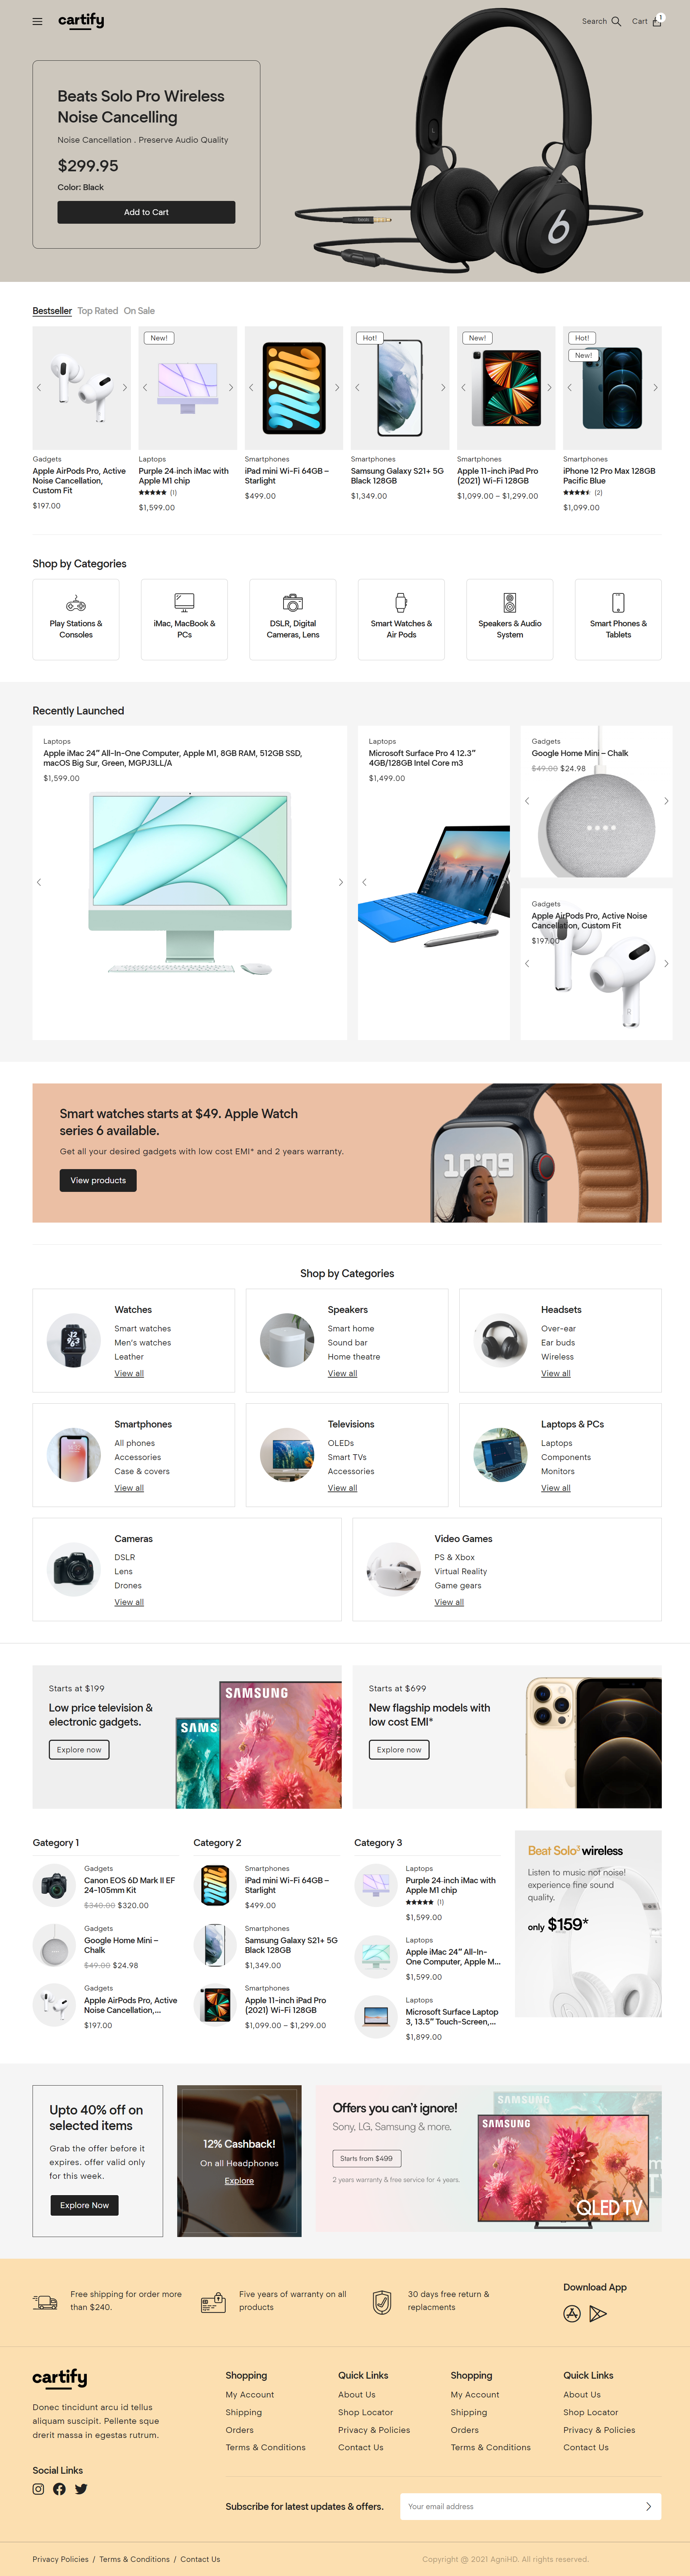 cartify
Search
Cart
1
Beats Solo Pro Wireless
Noise Cancelling
Noise Cancellation . Preserve Audio Quality
$299.95
Color: Black
Add to Cart
Bestseller Top Rated On Sale
New!
Hot!
New!
Hot!
New!
Gadgets
Apple AirPods Pro, Active
Noise Cancellation,
Custom Fit
$197.00
Laptops
Purple 24-inch iMac with
Apple M1 chip
(1)
$1,599.00
Smartphones
iPad mini Wi-Fi 64GB –
Starlight
$499.00
Smartphones
Samsung Galaxy S21+ 5G
Black 128GB
$1,349.00
Smartphones
Apple 11-inch iPad Pro
(2021) Wi-Fi 128GB
$1,099.00 – $1,299.00
Smartphones
iPhone 12 Pro Max 128GB
Pacific Blue
(2)
$1,099.00
Shop by Categories
Play Stations &
Consoles
iMac, MacBook &
PCs
DSLR, Digital
Cameras, Lens
Smart Watches &
Air Pods
Speakers & Audio
System
Smart Phones &
Tablets
Recently Launched
Laptops
Apple iMac 24″ All-In-One Computer, Apple M1, 8GB RAM, 512GB SSD,
macOS Big Sur, Green, MGPJ3LL/A
$1,599.00
Laptops
Microsoft Surface Pro 4 12.3″
4GB/128GB Intel Core m3
$1,499.00
Gadgets
Google Home Mini – Chalk
$49.00 $24.98
Gadgets
Apple AirPods Pro, Active Noise
Cancellation, Custom Fit
$197.00
Smart watches starts at $49. Apple Watch
series 6 available.
Get all your desired gadgets with low cost EMI* and 2 years warranty.
View products
10:09
Shop by Categories
Watches
Smart watches
Men's watches
Leather
View all
Speakers
Smart home
Sound bar
Home theatre
View all
Headsets
Over-ear
Ear buds
Wireless
View all
Smartphones
All phones
Accessories
Case & covers
View all
Televisions
OLEDs
Smart TVs
Accessories
View all
Laptops & PCs
Laptops
Components
Monitors
View all
Cameras
DSLR
Lens
Drones
View all
Video Games
PS & Xbox
Virtual Reality
Game gears
View all
Starts at $199
Low price television &
electronic gadgets.
Explore now
SAMSUNG
SAMS
Starts at $699
New flagship models with
low cost EMI*
Explore now
Gategory 1
Gadgets
Canon EOS 6D Mark II EF
24-105mm Kit
$340.00 $320.00
Gadgets
Google Home Mini –
Chalk
$49.00 $24.98
Gadgets
Apple AirPods Pro, Active
Noise Cancellation,...
$197.00
Category 2
Smartphones
iPad mini Wi-Fi 64GB –
Starlight
$499.00
Smartphones
Samsung Galaxy S21+ 5G
Black 128GB
$1,349.00
Smartphones
Apple 11-inch iPad Pro
(2021) Wi-Fi 128GB
$1,099.00 – $1,299.00
Category 3
Laptops
Purple 24-inch iMac with
Apple M1 chip
(1)
$1,599.00
Laptops
Apple iMac 24″ All-In-
One Computer, Apple M...
$1,599.00
Laptops
Microsoft Surface Laptop
3, 13.5″ Touch-Screen,...
$1,899.00
Beat Solo³ wireless
Listen to music not noise!
experience fine sound
quality.
only $159*
Upto 40% off on
selected items
Grab the offer before it
expires. offer valid only
for this week.
Explore Now
12% Cashback!
On all Headphones
Explore
Offers you can't ignore!
Sony, LG, Samsung & more.
Starts from $499
2 years warranty & free service for 4 years.
SAMSUNG
SAMSUNG
QLED TV
Free shipping for order more
than $240.
Five years of warranty on all
products
30 days free return &
replacments
Download App
cartify
Donec tincidunt arcu id tellus
aliquam suscipit. Pellente sque
drerit massa in egestas rutrum.
Social Links
Shopping
My Account
Shipping
Orders
Terms & Conditions
Quick Links
About Us
Shop Locator
Privacy & Policies
Contact Us
Shopping
My Account
Shipping
Orders
Terms & Conditions
Quick Links
About Us
Shop Locator
Privacy & Policies
Contact Us
Subscribe for latest updates & offers.
Your email address
Privacy Policies / Terms & Conditions / Contact Us
Copyright @ 2021 AgniHD. All rights reserved.